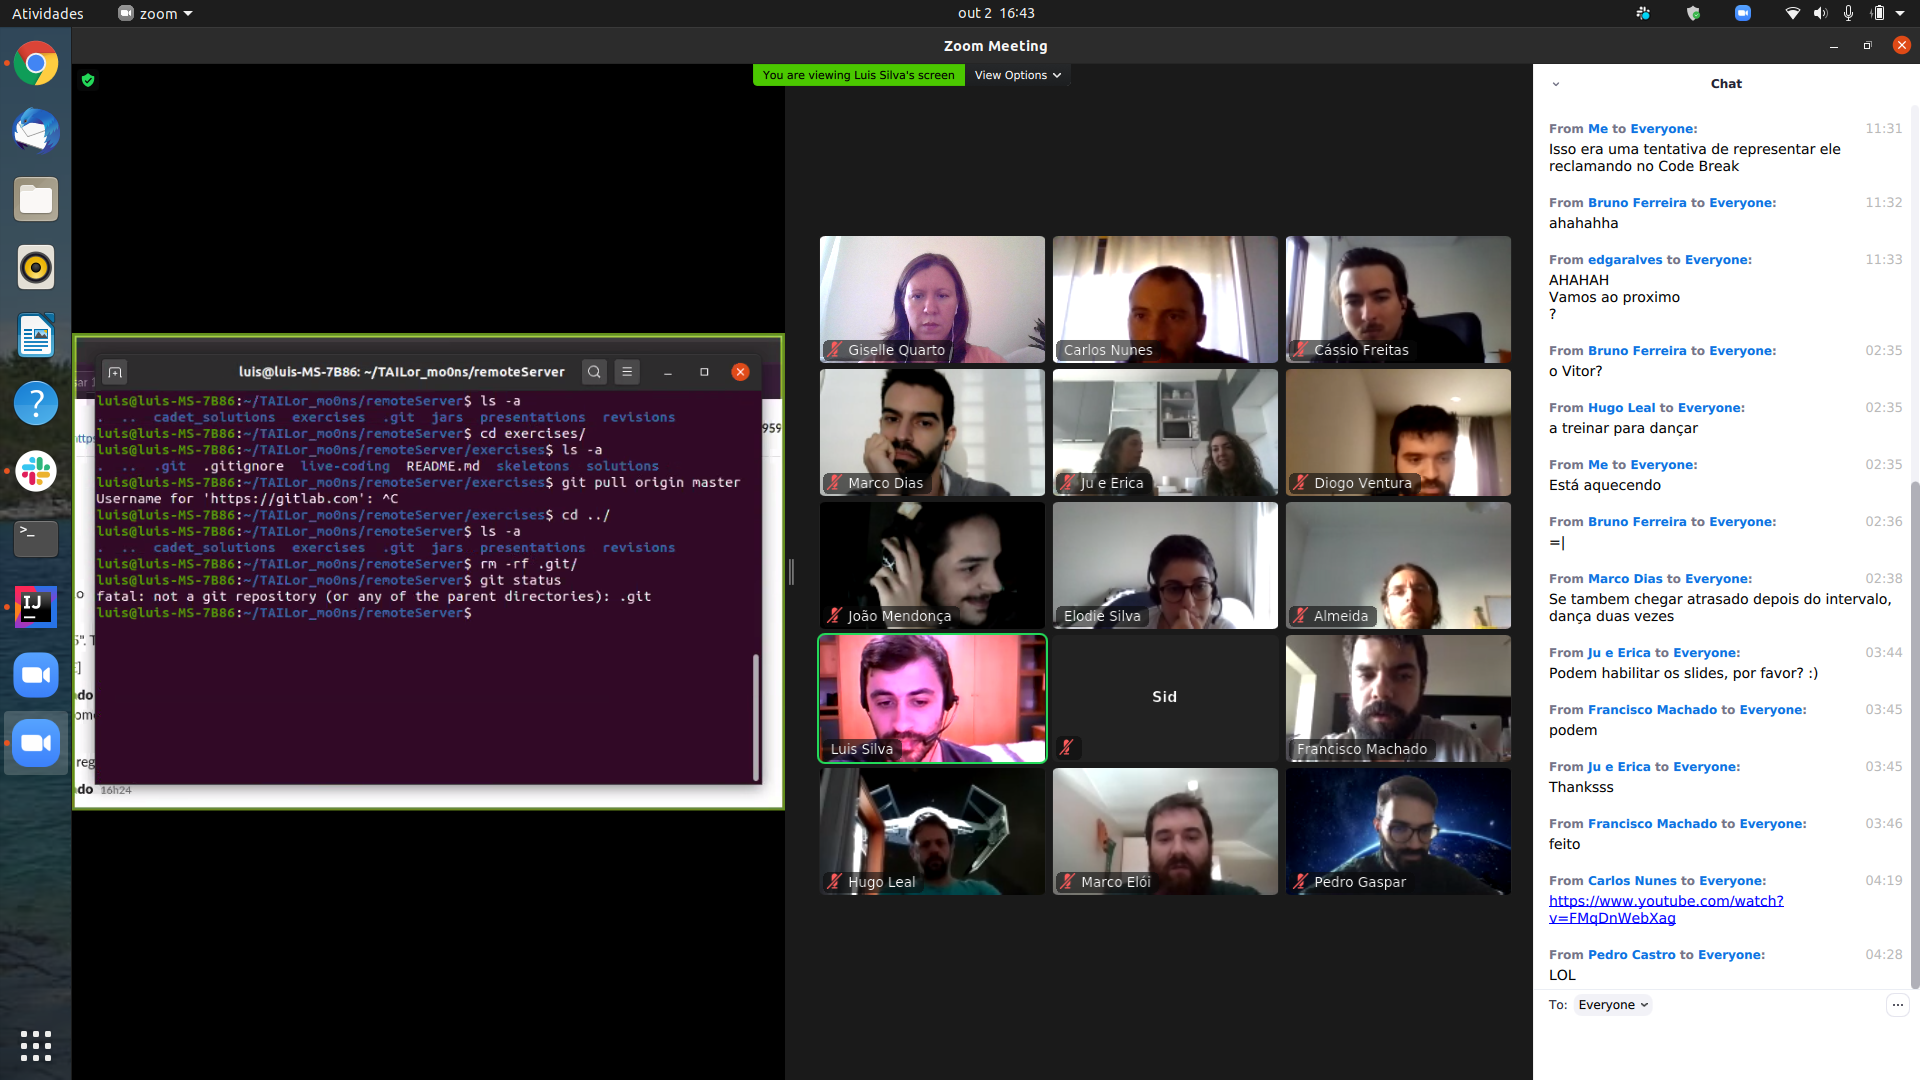 Atividades
zoom
out 2 16:43
Zoom Meeting
You are viewing Luis Silva's screen
View Options
luis@luis-MS-7B86: ~/TAILor_mo0ns/remoteServer
luis@luis-MS-7B86:~/TAILor_mo0ns/remoteServer$ ls -a
. .. cadet_solutions exercises .git jars presentations revisions
luis@luis-MS-7B86:~/TAILor_mo0ns/remoteServer$ cd exercises/
luis@luis-MS-7B86:~/TAILor_mo0ns/remoteServer/exercises$ ls -a
. .. .git .gitignore live-coding README.md skeletons solutions
luis@luis-MS-7B86:~/TAILor_mo0ns/remoteServer/exercises$ git pull origin master
Username for 'https://gitlab.com': ^C
luis@luis-MS-7B86:~/TAILor_mo0ns/remoteServer/exercises$ cd ../
luis@luis-MS-7B86:~/TAILor_mo0ns/remoteServer$ ls -a
. .. cadet_solutions exercises .git jars presentations revisions
luis@luis-MS-7B86:~/TAILor_mo0ns/remoteServer$ rm -rf .git/
luis@luis-MS-7B86:~/TAILor_mo0ns/remoteServer$ git status
fatal: not a git repository (or any of the parent directories): .git
luis@luis-MS-7B86:~/TAILor_mo0ns/remoteServer$
959
16h24
Giselle Quarto
Carlos Nunes
Cássio Freitas
Marco Dias
Ju e Erica
Diogo Ventura
João Mendonça
Elodie Silva
Almeida
Luis Silva
Sid
Francisco Machado
Hugo Leal
Marco Elói
Pedro Gaspar
Chat
From Me to Everyone: 11:31
Isso era uma tentativa de representar ele
reclamando no Code Break
From Bruno Ferreira to Everyone: 11:32
ahahahha
From edgaralves to Everyone: 11:33
AHAHAH
Vamos ao proximo
?
From Bruno Ferreira to Everyone: 02:35
o Vitor?
From Hugo Leal to Everyone: 02:35
a treinar para dançar
From Me to Everyone: 02:35
Está aquecendo
From Bruno Ferreira to Everyone: 02:36
=|
From Marco Dias to Everyone: 02:38
Se tambem chegar atrasado depois do intervalo,
dança duas vezes
From Ju e Erica to Everyone: 03:44
Podem habilitar os slides, por favor? :)
From Francisco Machado to Everyone: 03:45
podem
From Ju e Erica to Everyone: 03:45
Thanksss
From Francisco Machado to Everyone: 03:46
feito
From Carlos Nunes to Everyone: 04:19
https://www.youtube.com/watch?
v=FMqDnWebXag
From Pedro Castro to Everyone: 04:28
LOL
To: Everyone